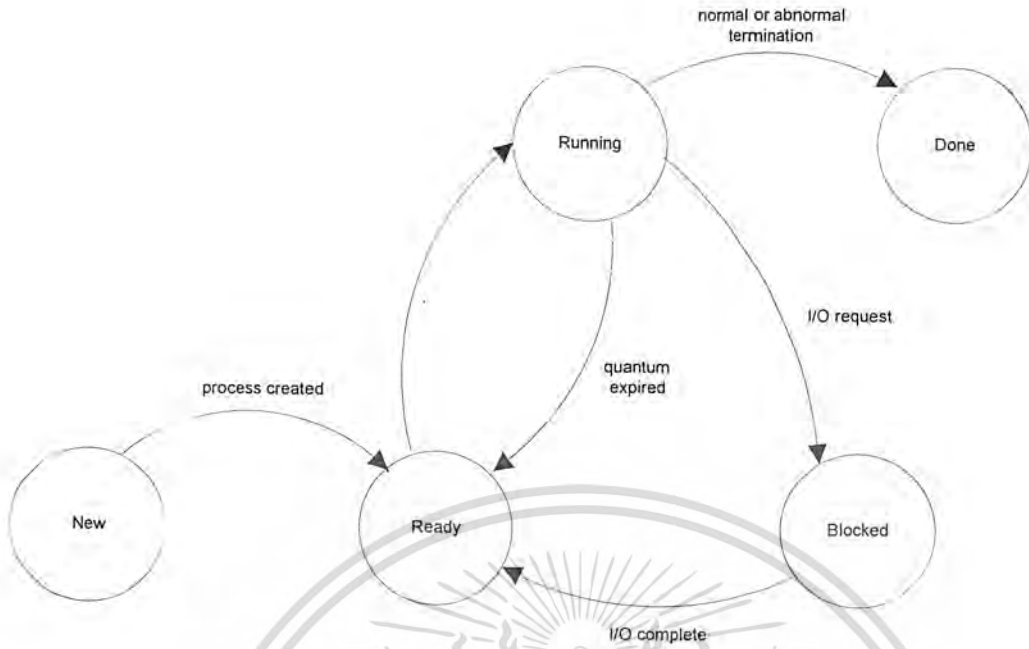 normal or abnormal
termination
Running
Done
I/O request
quantum
expired
process created
New
Ready
Blocked
I/O complete